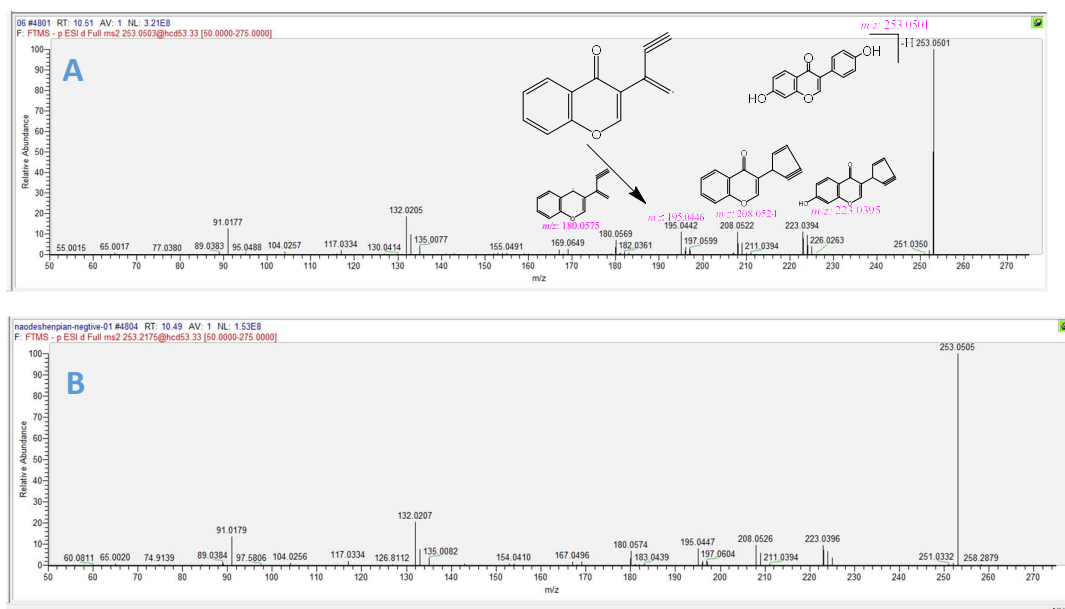 06 #4801 RT: 10.51 AV: 1 NL: 3.21E8
F: FTMS - p ESI d Full ms2 253.0503@hcd53.33 [50.0000-275.0000]
A
m/z: 253.0501
-H
253.0501
O
O
O
OH
HO
O
O
O
O
HO
O
O
m/z: 180.0575
m/z: 195.0446
m/z: 208.0524
m/z: 223.0395
Relative Abundance
100
90
80
70
60
50
40
30
20
10
0
55.0015
65.0017
77.0380
89.0383
91.0177
95.0488
104.0257
117.0334
130.0414
132.0205
135.0077
155.0491
169.0649
180.0569
182.0361
195.0442
197.0599
208.0522
211.0394
223.0394
226.0263
251.0350
50 60 70 80 90 100 110 120 130 140 150 160 170 180 190 200 210 220 230 240 250 260 270
m/z
naodeshenpian-negtive-01 #4804 RT: 10.49 AV: 1 NL: 1.53E8
F: FTMS - p ESI d Full ms2 253.2175@hcd53.33 [50.0000-275.0000]
B
253.0505
Relative Abundance
100
90
80
70
60
50
40
30
20
10
0
60.0811
65.0020
74.9139
89.0384
91.0179
97.5806
104.0256
117.0334
126.8112
132.0207
135.0082
154.0410
167.0496
180.0574
183.0439
195.0447
197.0604
208.0526
211.0394
223.0396
251.0332
258.2879
50 60 70 80 90 100 110 120 130 140 150 160 170 180 190 200 210 220 230 240 250 260 270
m/z